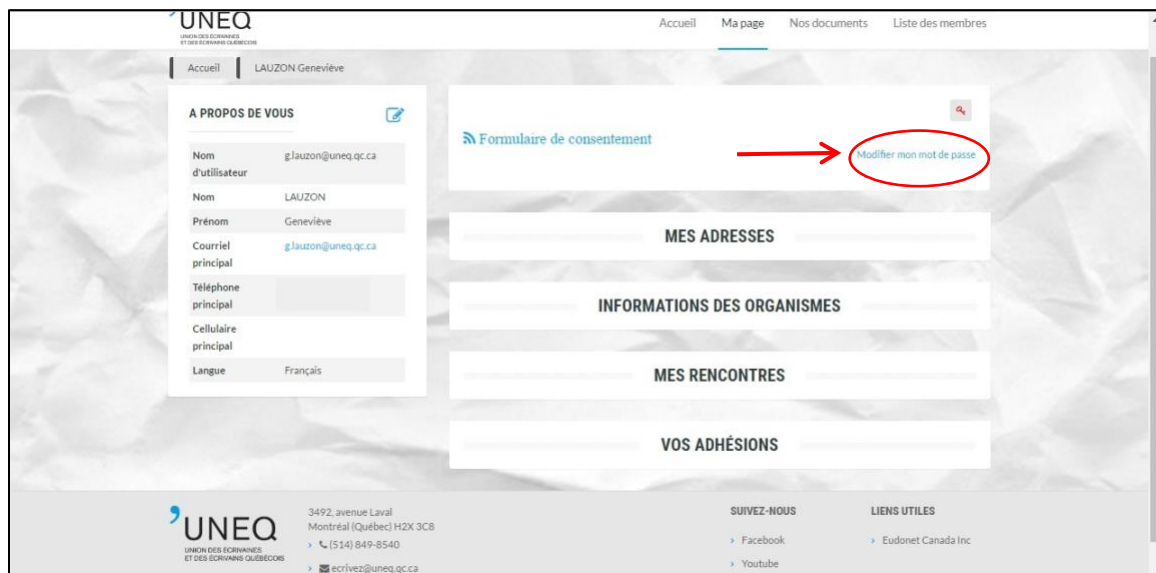 ’UNEQ
UNION DES ÉCRIVAINES
ET DES ÉCRIVAINS QUÉBÉCOIS
Accueil Ma page Nos documents Liste des membres
Accueil LAUZON Geneviève
A PROPOS DE VOUS
Nom d'utilisateur g.lauzon@uneq.qc.ca
Nom LAUZON
Prénom Geneviève
Courriel principal g.lauzon@uneq.qc.ca
Téléphone principal
Cellulaire principal
Langue Français
Formulaire de consentement
Modifier mon mot de passe
MES ADRESSES
INFORMATIONS DES ORGANISMES
MES RENCONTRES
VOS ADHÉSIONS
’UNEQ
UNION DES ÉCRIVAINES
ET DES ÉCRIVAINS QUÉBÉCOIS
3492, avenue Laval
Montréal (Québec) H2X 3C8
(514) 849-8540
ecrivez@uneq.qc.ca
SUIVEZ-NOUS
Facebook
Youtube
LIENS UTILES
Eudonet Canada Inc